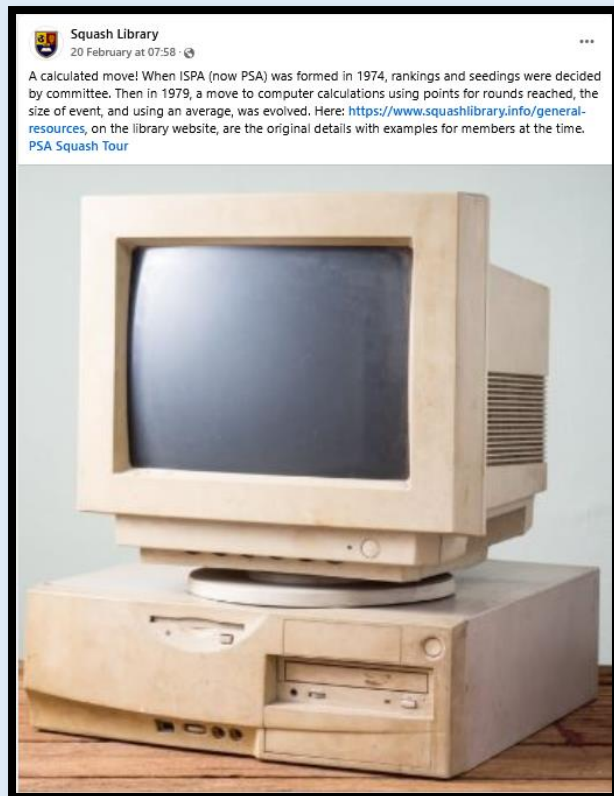 Squash Library
20 February at 07:58 ·
A calculated move! When ISPA (now PSA) was formed in 1974, rankings and seedings were decided
by committee. Then in 1979, a move to computer calculations using points for rounds reached, the
size of event, and using an average, was evolved. Here: https://www.squashlibrary.info/general-
resources, on the library website, are the original details with examples for members at the time.
PSA Squash Tour